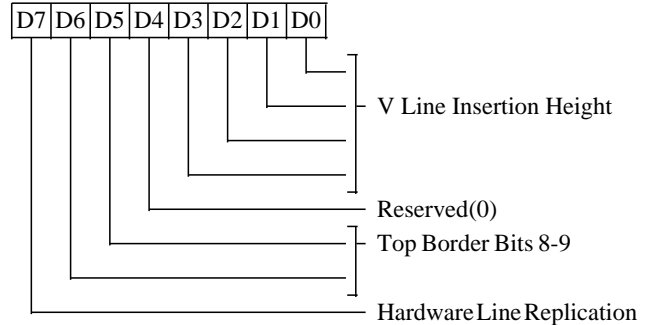 D7 D6 D5 D4 D3 D2 D1 D0
V Line Insertion Height
Reserved(0)
Top Border Bits 8-9
Hardware Line Replication